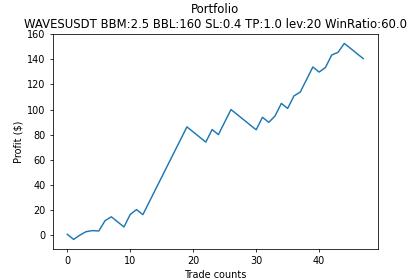 Portfolio
WAVESUSDT BBM:2.5 BBL:160 SL:0.4 TP:1.0 lev:20 WinRatio:60.0
160
140
120
100
80
60
40
20
0
Profit ($)
0 10 20 30 40
Trade counts